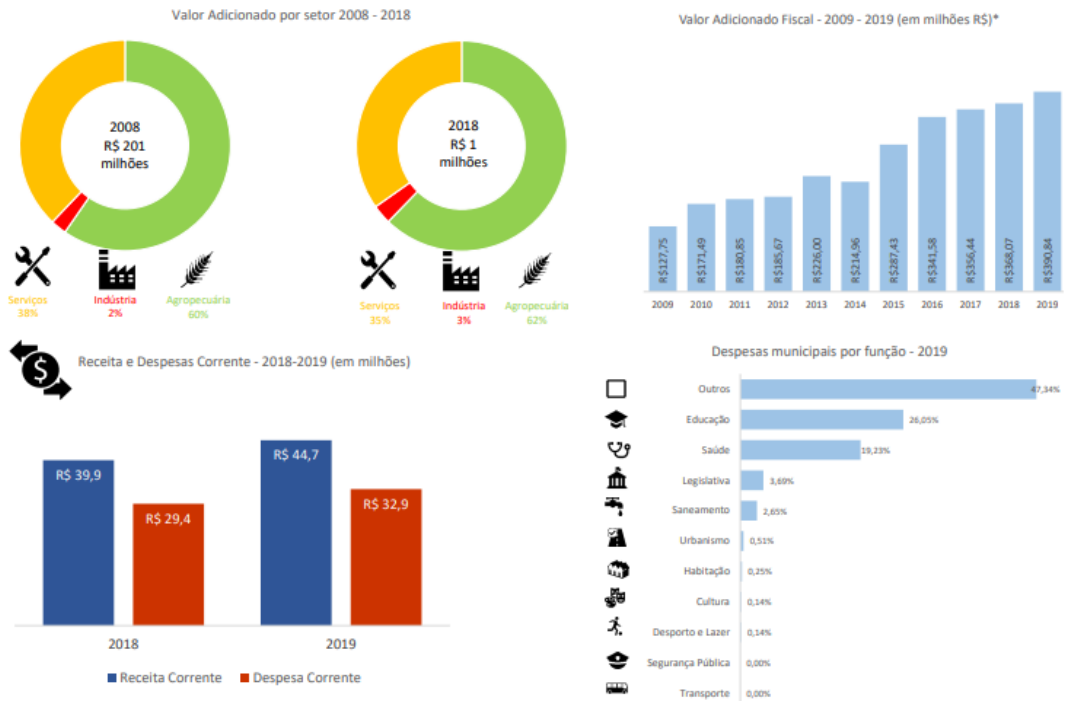 Valor Adicionado por setor 2008 - 2018
2008
R$ 201
milhões
Serviços
38%
Indústria
2%
Agropecuária
60%
2018
R$ 1
milhões
Serviços
35%
Indústria
3%
Agropecuária
62%
Valor Adicionado Fiscal - 2009 - 2019 (em milhões R$)*
R$127,75
R$171,49
R$180,85
R$185,67
R$226,00
R$214,96
R$287,43
R$341,58
R$356,44
R$368,07
R$390,84
2009 2010 2011 2012 2013 2014 2015 2016 2017 2018 2019
$
Receita e Despesas Corrente - 2018-2019 (em milhões)
R$ 39,9
R$ 29,4
R$ 44,7
R$ 32,9
2018 2019
Receita Corrente Despesa Corrente
Despesas municipais por função - 2019
Outros 47,34%
Educação 26,05%
Saúde 19,23%
Legislativa 3,69%
Saneamento 2,65%
Urbanismo 0,51%
Habitação 0,25%
Cultura 0,14%
Desporto e Lazer 0,14%
Segurança Pública 0,00%
Transporte 0,00%